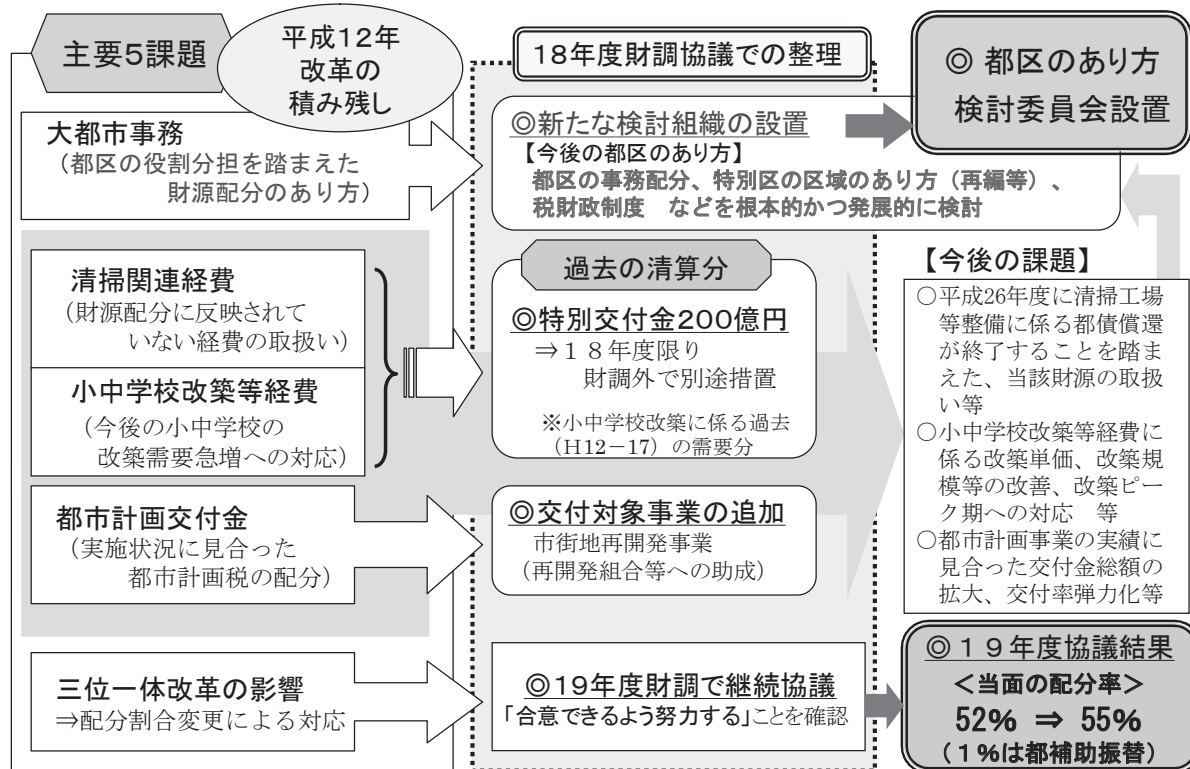 主要5課題
平成12年
改革の
積み残し
大都市事務
(都区の役割分担を踏まえた
財源配分のあり方)
清掃関連経費
(財源配分に反映されて
いない経費の取扱い)
小中学校改築等経費
(今後の小中学校の
改築需要急増への対応)
都市計画交付金
(実施状況に見合った
都市計画税の配分)
三位一体改革の影響
⇒配分割合変更による対応
18年度財調協議での整理
◎新たな検討組織の設置
【今後の都区のあり方】
都区の事務配分、特別区の区域のあり方（再編等）、
税財政制度　などを根本的かつ発展的に検討
過去の清算分
◎特別交付金200億円
⇒１８年度限り
財調外で別途措置
※小中学校改築に係る過去
（H12－17）の需要分
◎交付対象事業の追加
市街地再開発事業
(再開発組合等への助成)
◎19年度財調で継続協議
「合意できるよう努力する」ことを確認
◎ 都区のあり方
検討委員会設置
【今後の課題】
○平成26年度に清掃工場
等整備に係る都債償還
が終了することを踏ま
えた、当該財源の取扱
い等
○小中学校改築等経費に
係る改築単価、改築規
模等の改善、改築ピー
ク期への対応　等
○都市計画事業の実績に
見合った交付金総額の
拡大、交付率弾力化等
◎１９年度協議結果
＜当面の配分率＞
52% ⇒ 55%
(１％は都補助振替)